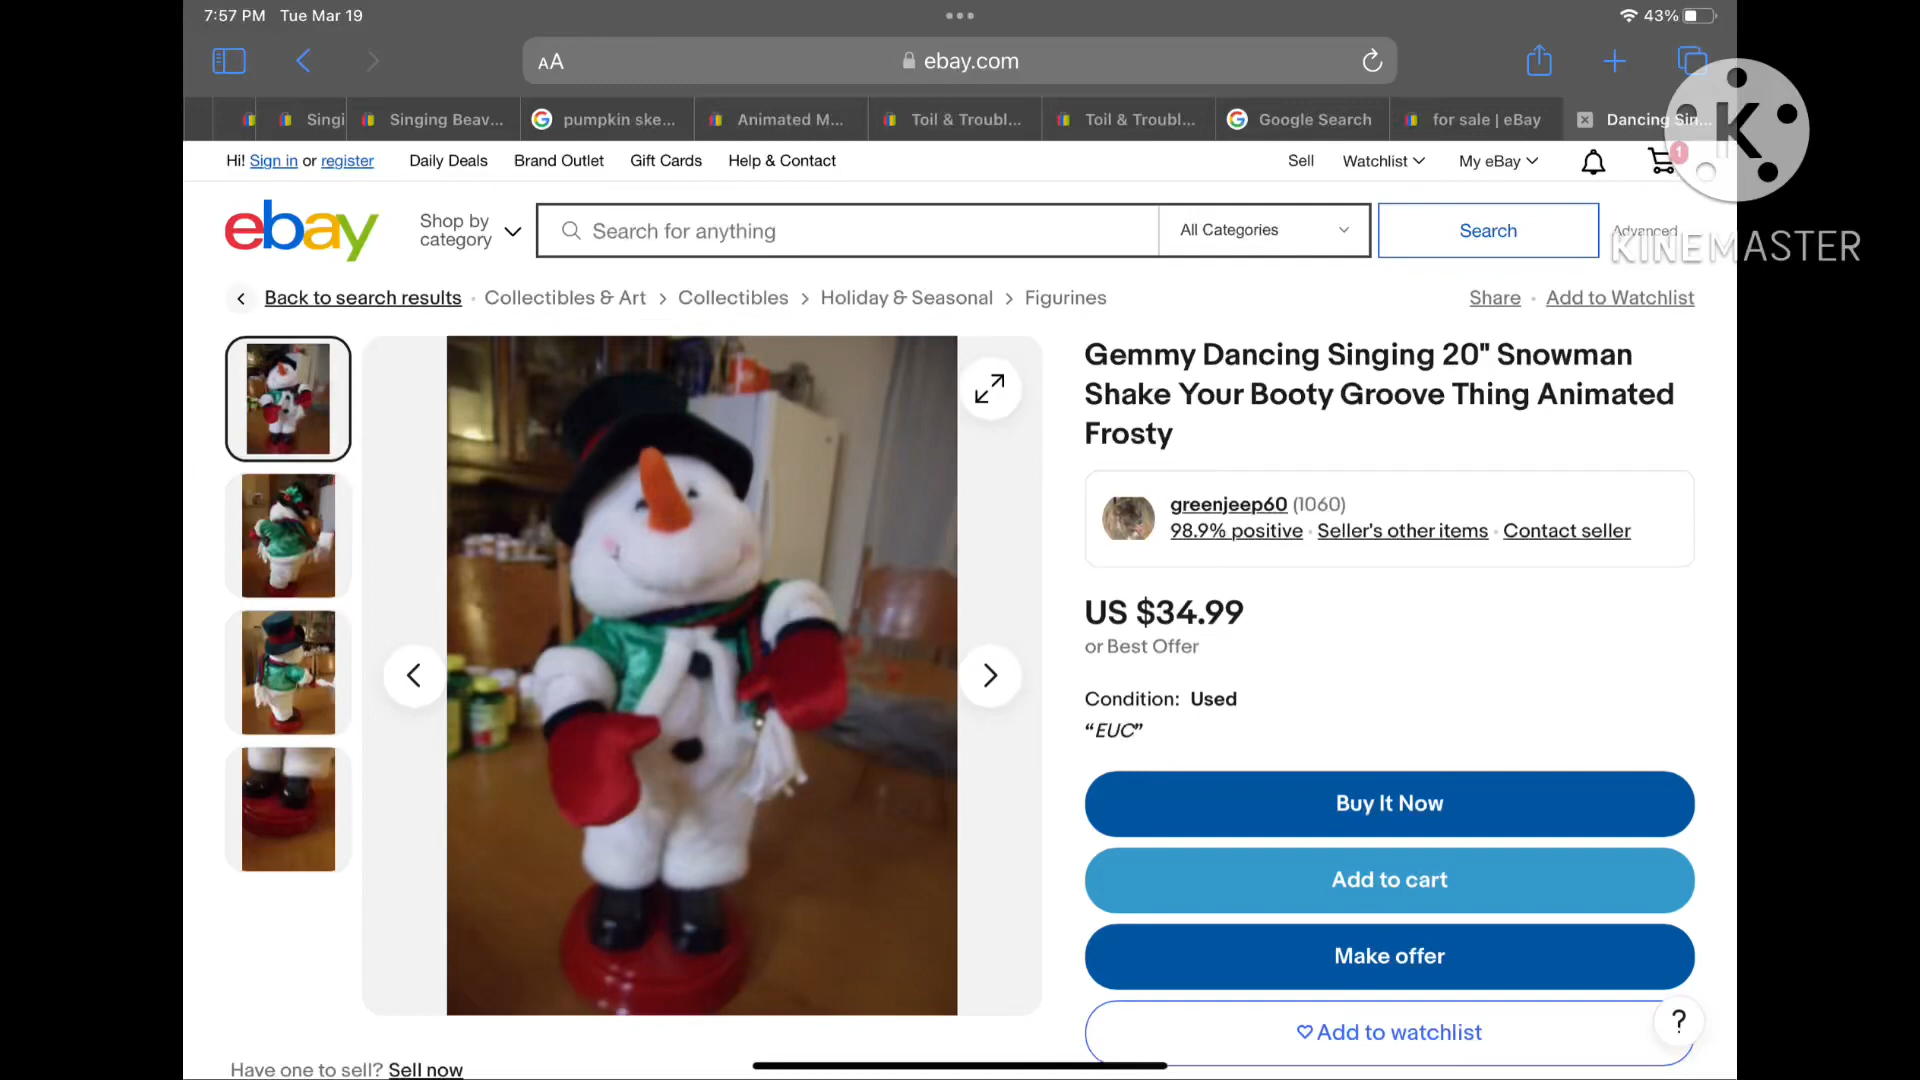 7:57 PM Tue Mar 19
43%
AA
ebay.com
Singi
Singing Beav...
pumpkin ske...
Animated M...
Toil & Troubl...
Toil & Troubl...
Google Search
for sale | eBay
Dancing Sin...
K
KINEMASTER
Hi! Sign in or register
Daily Deals
Brand Outlet
Gift Cards
Help & Contact
Sell
Watchlist
My eBay
1
ebay
Shop by
category
Search for anything
All Categories
Search
Advanced
Back to search results
Collectibles & Art > Collectibles > Holiday & Seasonal > Figurines
Share
Add to Watchlist
Gemmy Dancing Singing 20" Snowman
Shake Your Booty Groove Thing Animated
Frosty
greenjeep60 (1060)
98.9% positive · Seller's other items · Contact seller
US $34.99
or Best Offer
Condition: Used
“EUC”
Buy It Now
Add to cart
Make offer
Add to watchlist
?
Have one to sell? Sell now